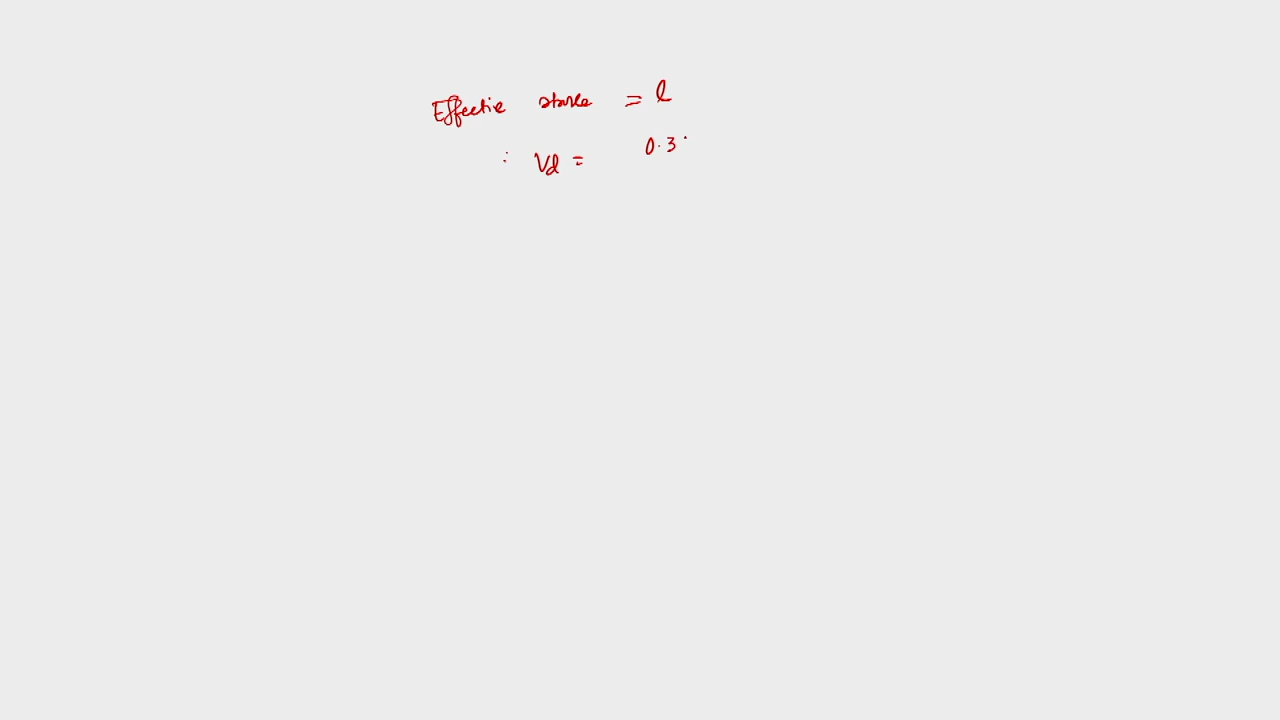 Effective stroke = l
: Vd = 0.3.